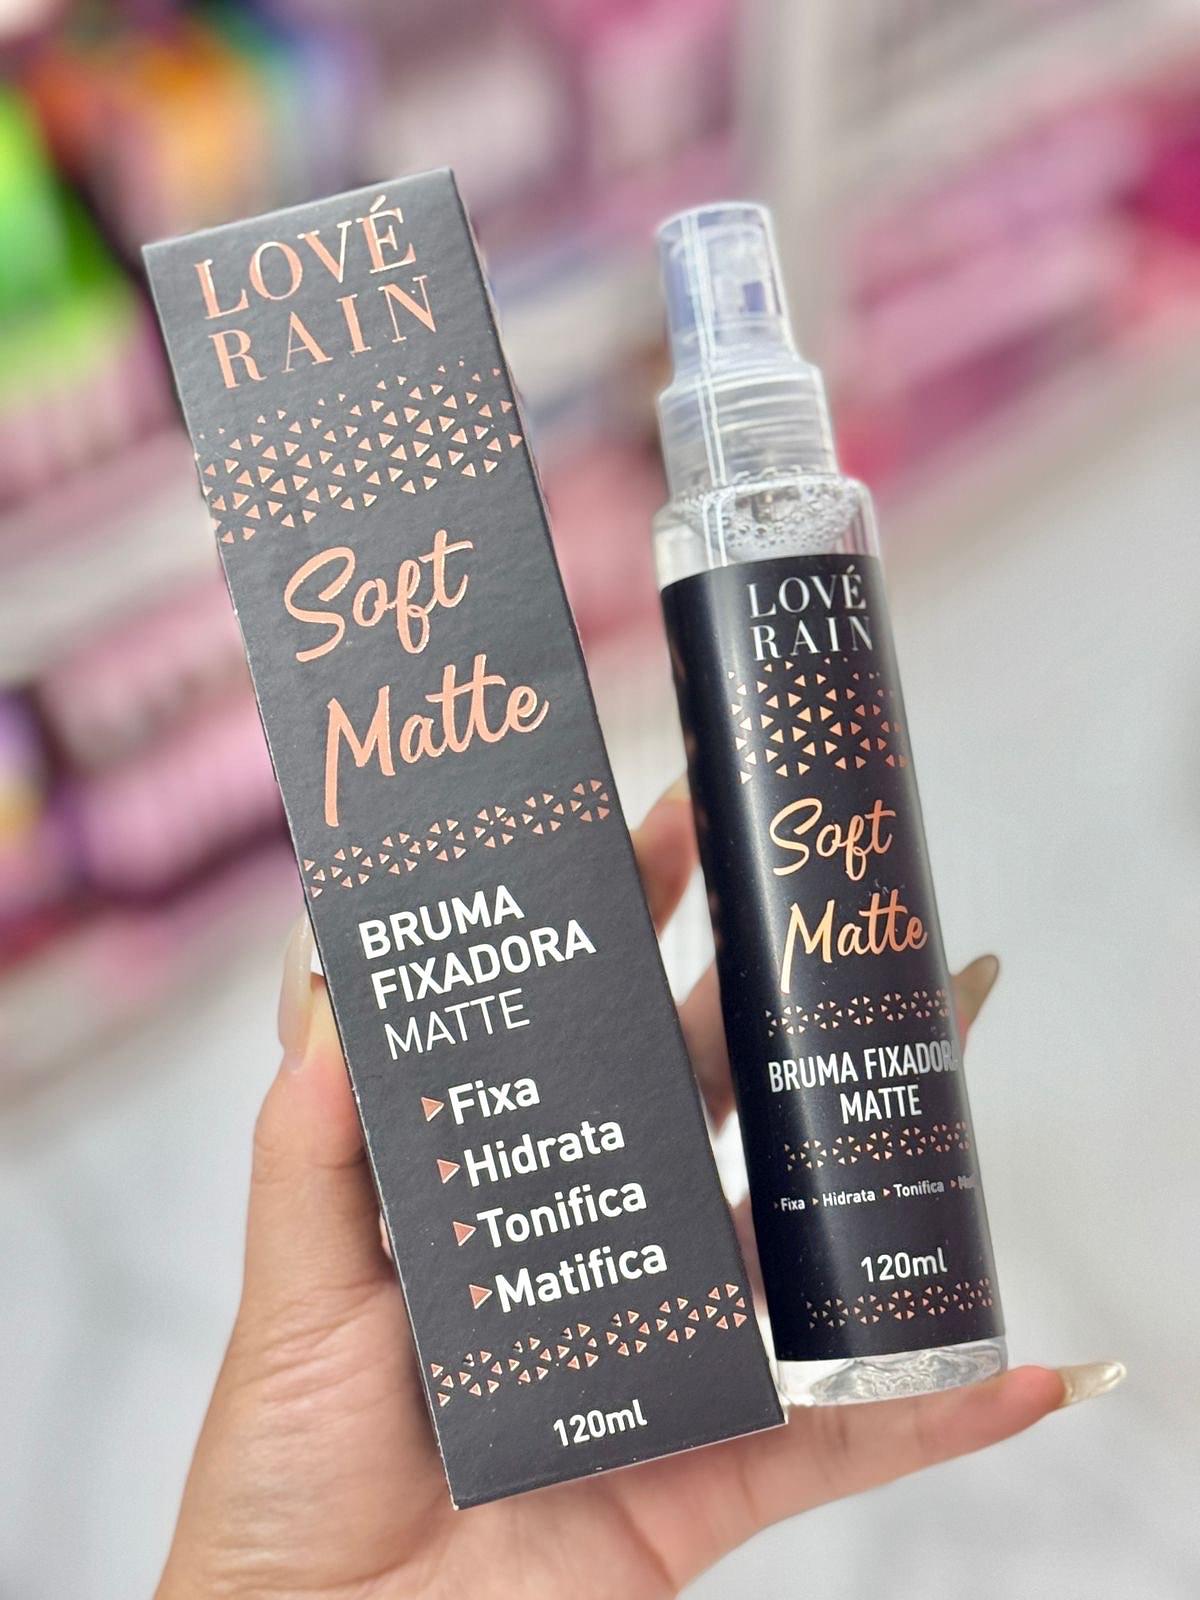 LOVÉ
RAIN
Soft
Matte
BRUMA
FIXADORA
MATTE
Fixa
Hidrata
Tonifica
Matifica
120ml
LOVÉ
RAIN
Soft
Matte
BRUMA FIXADORA
MATTE
Fixa Hidrata Tonifica
120ml